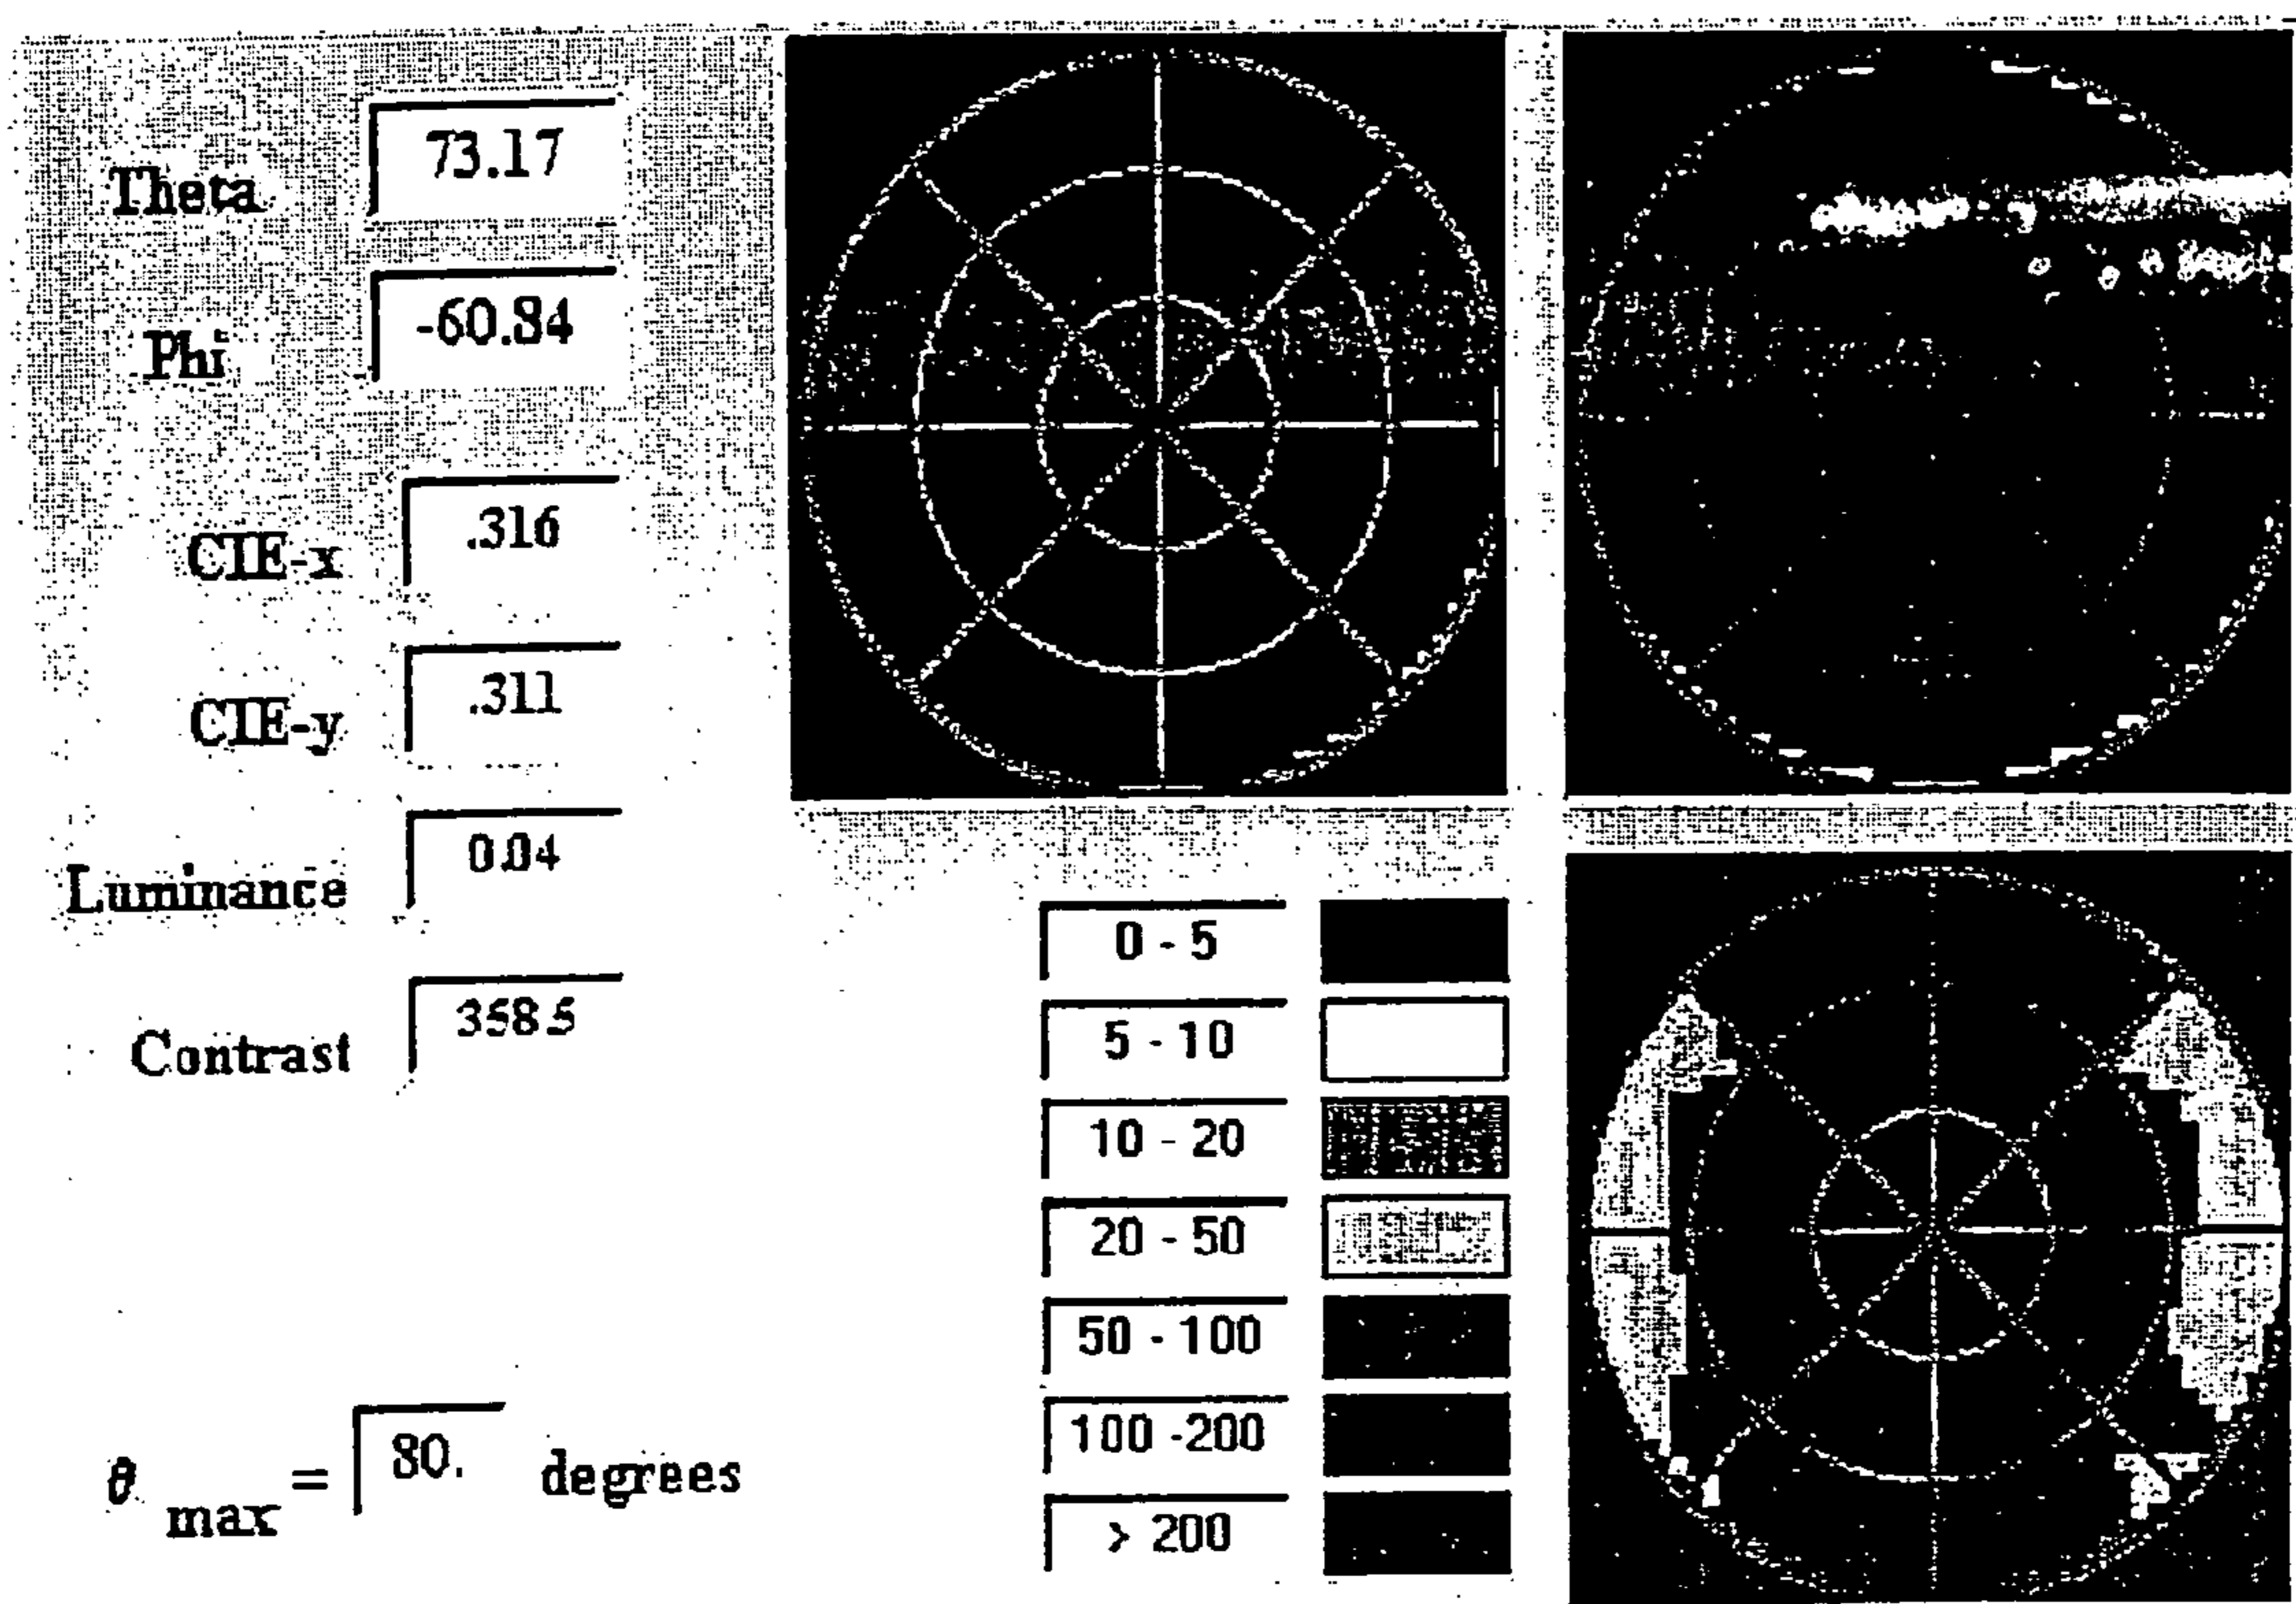 Theta 73.17
Phi -60.84
CIE-x .316
CIE-y .311
Luminance 0.04
Contrast 358.5
θ max = 80. degrees
0 - 5
5 - 10
10 - 20
20 - 50
50 - 100
100 -200
> 200